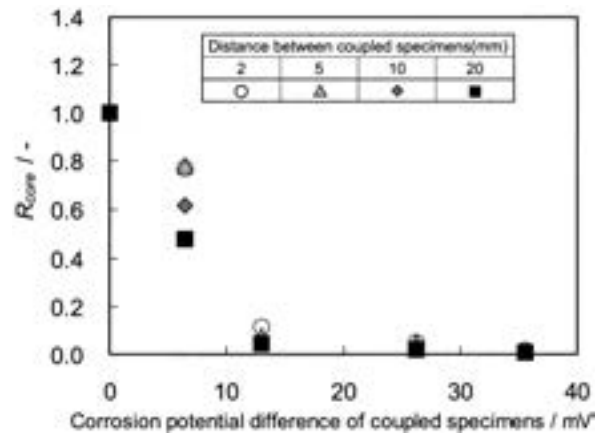 1.4
Distance between coupled specimens(mm)
1.2
2 5 10 20
1.0
0.8
R_core / -
0.6
0.4
0.2
0.0
0 10 20 30 40
Corrosion potential difference of coupled specimens / mV